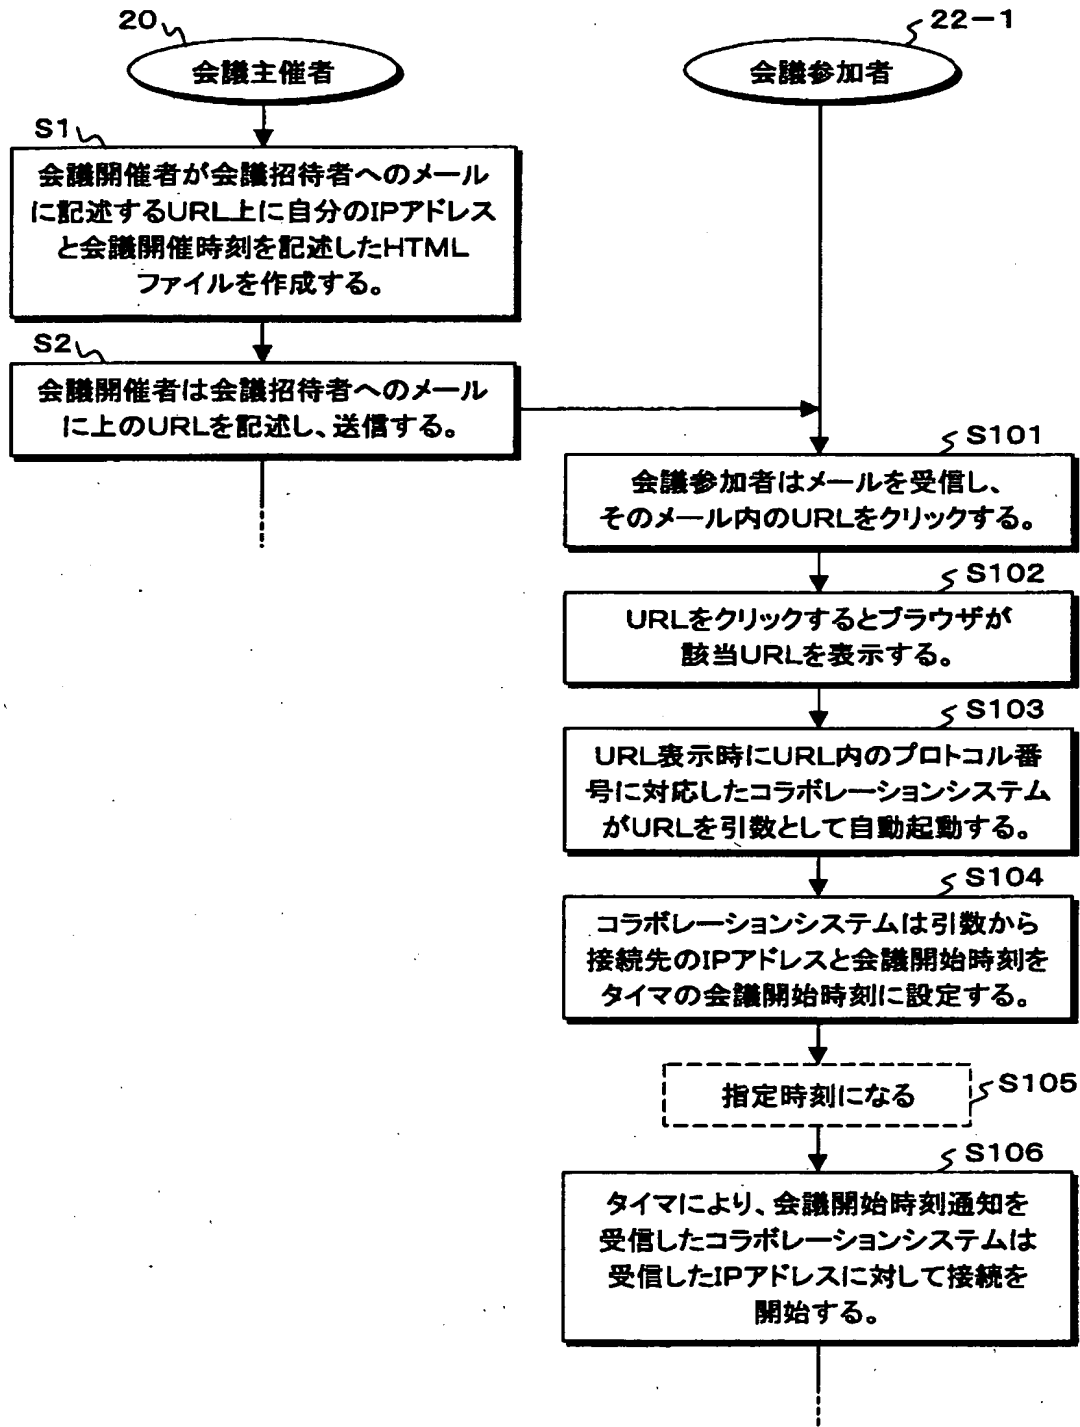 20
会議主催者
S1
会議開催者が会議招待者へのメール
に記述するURL上に自分のIPアドレス
と会議開催時刻を記述したHTML
ファイルを作成する。
S2
会議開催者は会議招待者へのメール
に上のURLを記述し、送信する。
22-1
会議参加者
S101
会議参加者はメールを受信し、
そのメール内のURLをクリックする。
S102
URLをクリックするとブラウザが
該当URLを表示する。
S103
URL表示時にURL内のプロトコル番
号に対応したコラボレーションシステム
がURLを引数として自動起動する。
S104
コラボレーションシステムは引数から
接続先のIPアドレスと会議開始時刻を
タイマの会議開始時刻に設定する。
指定時刻になる
S105
S106
タイマにより、会議開始時刻通知を
受信したコラボレーションシステムは
受信したIPアドレスに対して接続を
開始する。